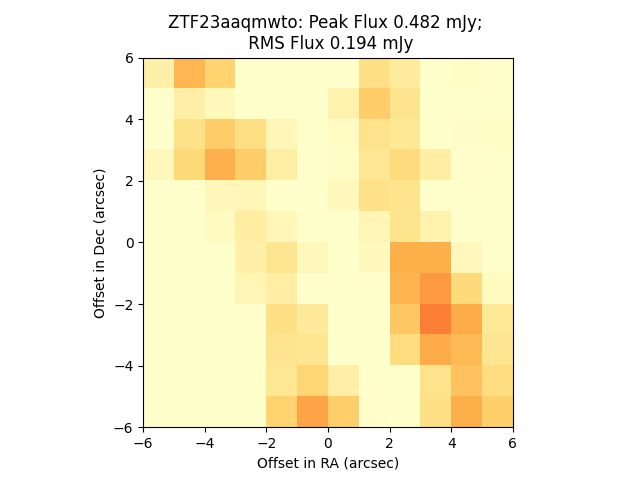 ZTF23aaqmwto: Peak Flux 0.482 mJy;
RMS Flux 0.194 mJy
6
4
2
0
−2
−4
−6
Offset in Dec (arcsec)
−6 −4 −2 0 2 4 6
Offset in RA (arcsec)